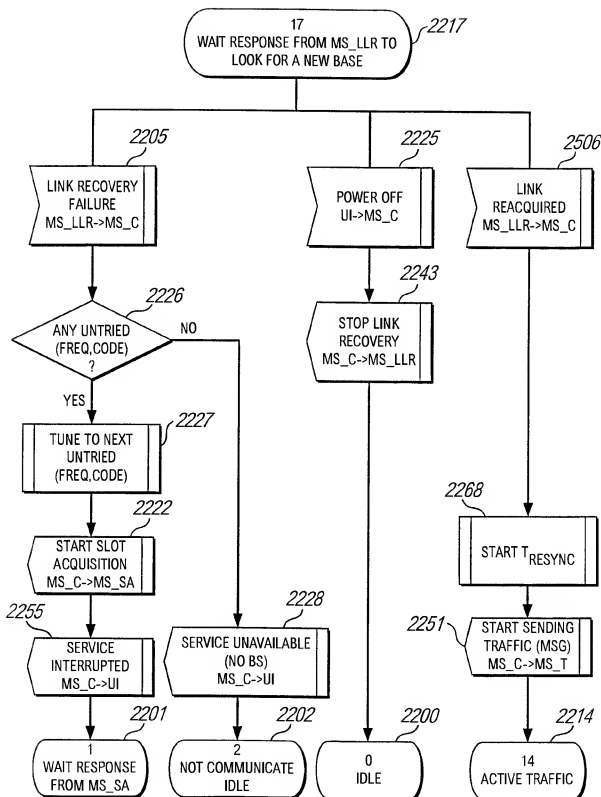 17
WAIT RESPONSE FROM MS_LLR TO
LOOK FOR A NEW BASE
2217
2205
LINK RECOVERY
FAILURE
MS_LLR->MS_C
2225
POWER OFF
UI->MS_C
2506
LINK
REACQUIRED
MS_LLR->MS_C
2226
ANY UNTRIED
(FREQ,CODE)
?
NO
YES
2243
STOP LINK
RECOVERY
MS_C->MS_LLR
2227
TUNE TO NEXT
UNTRIED
(FREQ,CODE)
2222
START SLOT
ACQUISITION
MS_C->MS_SA
2268
START TRESYNC
2255
SERVICE
INTERRUPTED
MS_C->UI
2228
SERVICE UNAVAILABLE
(NO BS)
MS_C->UI
2251
START SENDING
TRAFFIC (MSG)
MS_C->MS_T
2201
1
WAIT RESPONSE
FROM MS_SA
2202
2
NOT COMMUNICATE
IDLE
2200
0
IDLE
2214
14
ACTIVE TRAFFIC